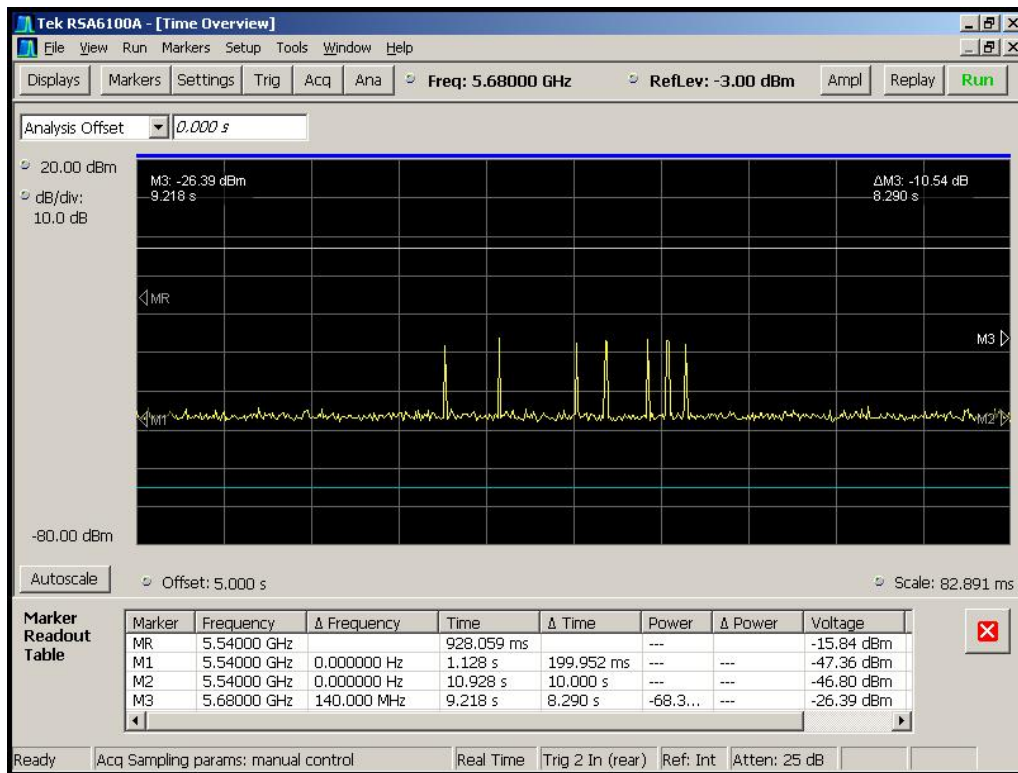 Tek RSA6100A - [Time Overview]
File View Run Markers Setup Tools Window Help
Displays Markers Settings Trig Acq Ana Freq: 5.68000 GHz RefLev: -3.00 dBm Ampl Replay Run
Analysis Offset 0.000 s
20.00 dBm
dB/div:
10.0 dB
M3: -26.39 dBm
9.218 s
ΔM3: -10.54 dB
8.290 s
MR
M3
M1
M2
-80.00 dBm
Autoscale Offset: 5.000 s Scale: 82.891 ms
Marker Readout Table
Marker Frequency Δ Frequency Time Δ Time Power Δ Power Voltage
MR 5.54000 GHz 928.059 ms --- -15.84 dBm
M1 5.54000 GHz 0.000000 Hz 1.128 s 199.952 ms --- --- -47.36 dBm
M2 5.54000 GHz 0.000000 Hz 10.928 s 10.000 s --- --- -46.80 dBm
M3 5.68000 GHz 140.000 MHz 9.218 s 8.290 s -68.3... --- -26.39 dBm
Ready Acq Sampling params: manual control Real Time Trig 2 In (rear) Ref: Int Atten: 25 dB